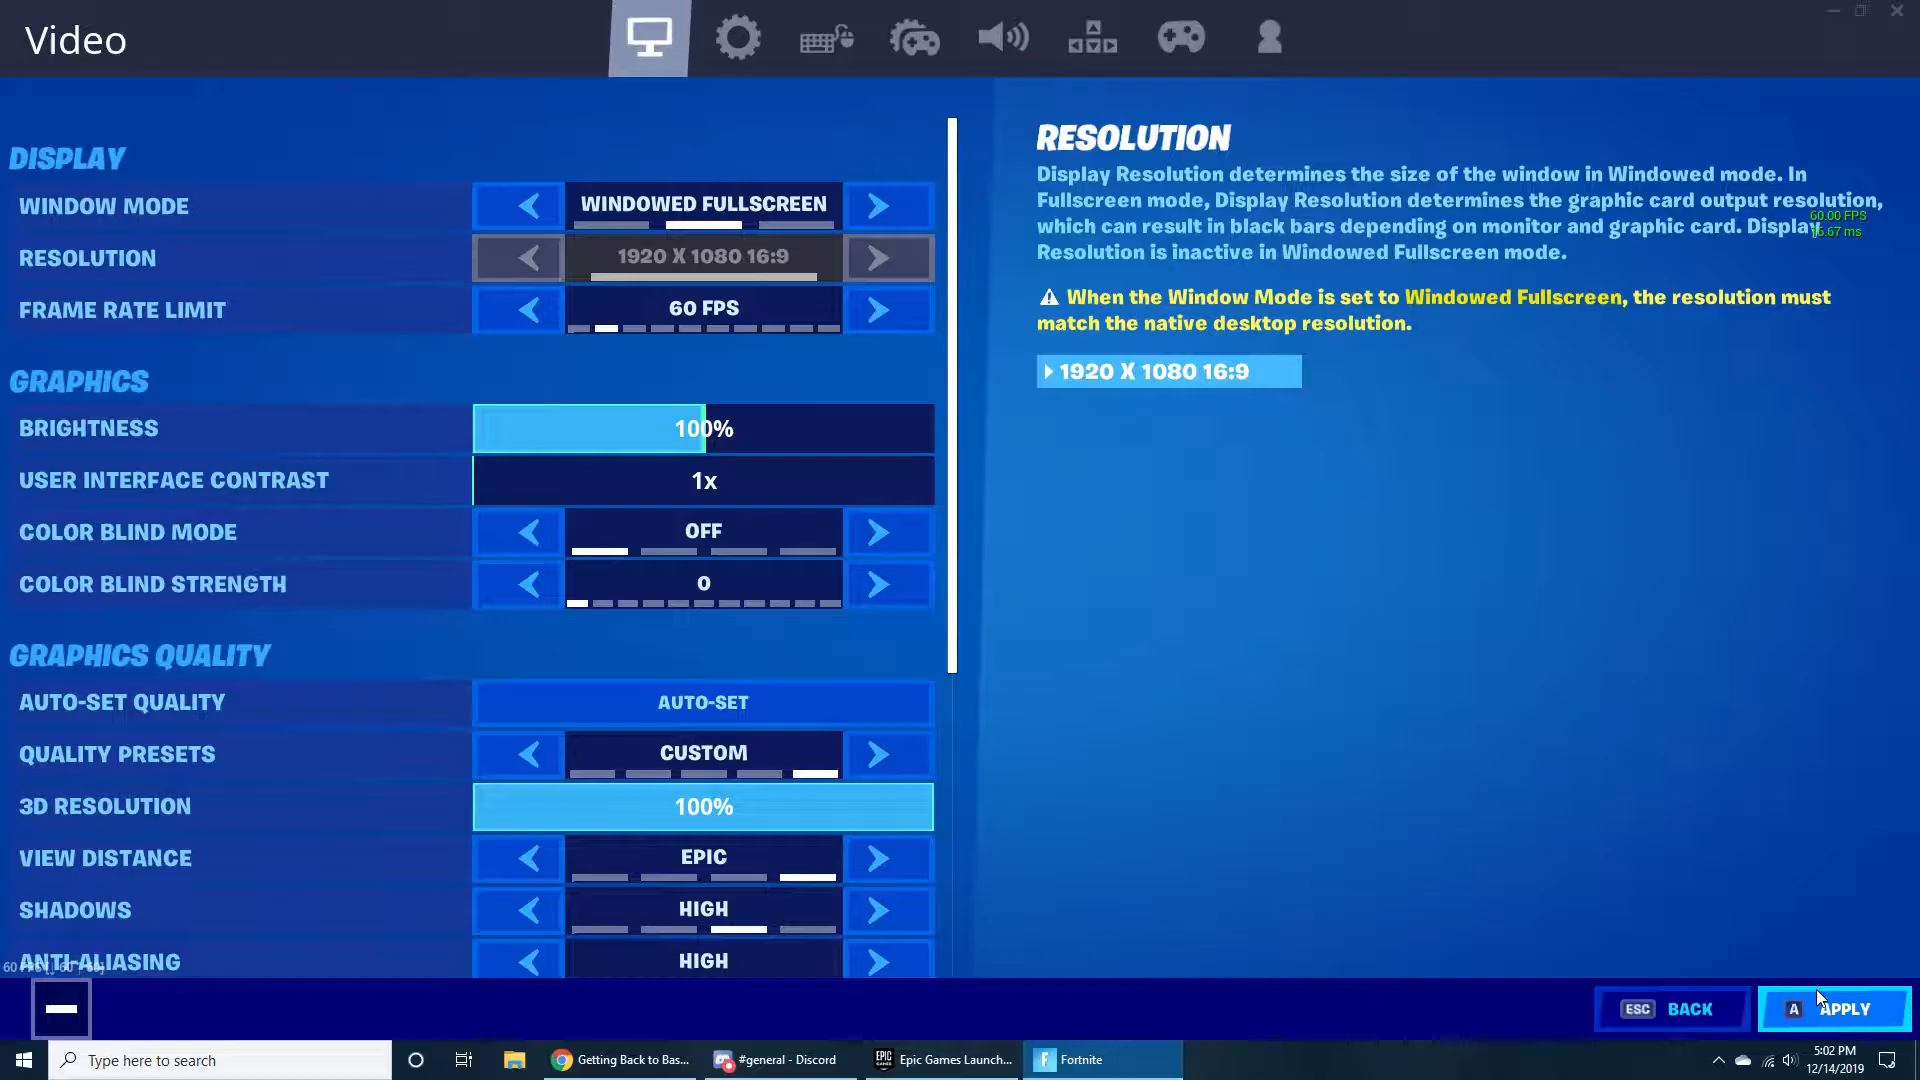 Video
DISPLAY
WINDOW MODE
WINDOWED FULLSCREEN
RESOLUTION
1920 X 1080 16:9
FRAME RATE LIMIT
60 FPS
GRAPHICS
BRIGHTNESS
100%
USER INTERFACE CONTRAST
1x
COLOR BLIND MODE
OFF
COLOR BLIND STRENGTH
0
GRAPHICS QUALITY
AUTO-SET QUALITY
AUTO-SET
QUALITY PRESETS
CUSTOM
3D RESOLUTION
100%
VIEW DISTANCE
EPIC
SHADOWS
HIGH
ANTI-ALIASING
HIGH
RESOLUTION
Display Resolution determines the size of the window in Windowed mode. In
Fullscreen mode, Display Resolution determines the graphic card output resolution,
which can result in black bars depending on monitor and graphic card. Display
Resolution is inactive in Windowed Fullscreen mode.
60.00 FPS
16.67 ms
When the Window Mode is set to Windowed Fullscreen, the resolution must
match the native desktop resolution.
1920 X 1080 16:9
ESC BACK
A APPLY
Type here to search
Getting Back to Bas...
#general - Discord
EPIC GAMES
Epic Games Launch...
F Fortnite
5:02 PM
12/14/2019